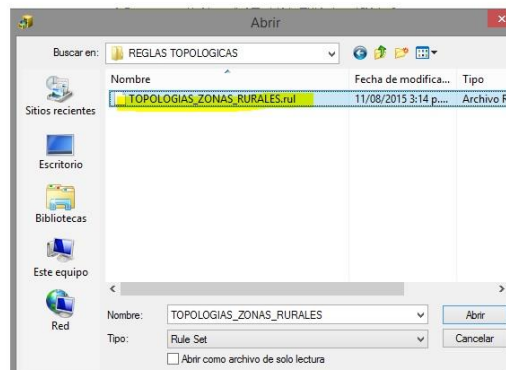 Abrir
Buscar en: REGLAS TOPOLOGICAS
Nombre Fecha de modifica... Tipo
TOPOLOGIAS_ZONAS_RURALES.rul 11/08/2015 3:14 p.... Archivo R
Sitios recientes
Escritorio
Bibliotecas
Este equipo
Red
Nombre: TOPOLOGIAS_ZONAS_RURALES Abrir
Tipo: Rule Set Cancelar
Abrir como archivo de solo lectura